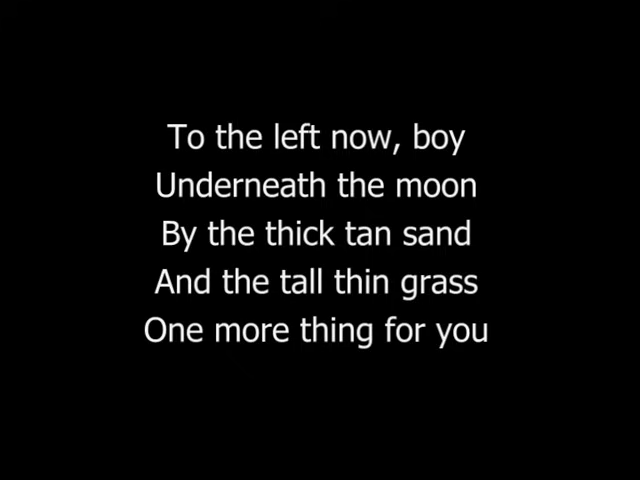 To the left now, boy
Underneath the moon
By the thick tan sand
And the tall thin grass
One more thing for you